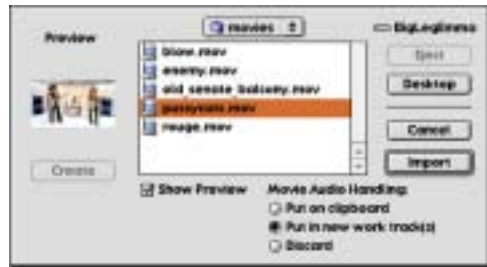 Preview
movies
BigLegEmma
blow.mov
enemy.mov
old_senate_balcony.mov
pussycats.mov
rouge.mov
Eject
Desktop
Cancel
Import
Create
Show Preview
Movie Audio Handling:
Put on clipboard
Put in new work track(s)
Discard